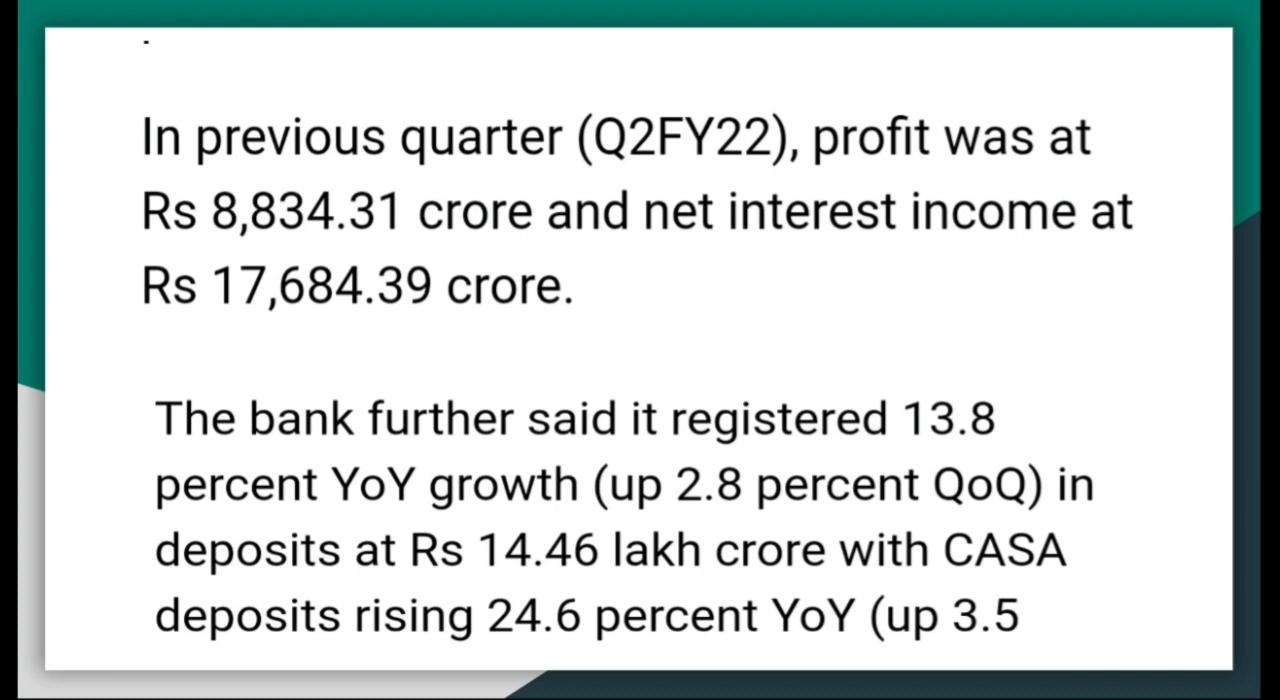 In previous quarter (Q2FY22), profit was at
Rs 8,834.31 crore and net interest income at
Rs 17,684.39 crore.
The bank further said it registered 13.8
percent YoY growth (up 2.8 percent QoQ) in
deposits at Rs 14.46 lakh crore with CASA
deposits rising 24.6 percent YoY (up 3.5